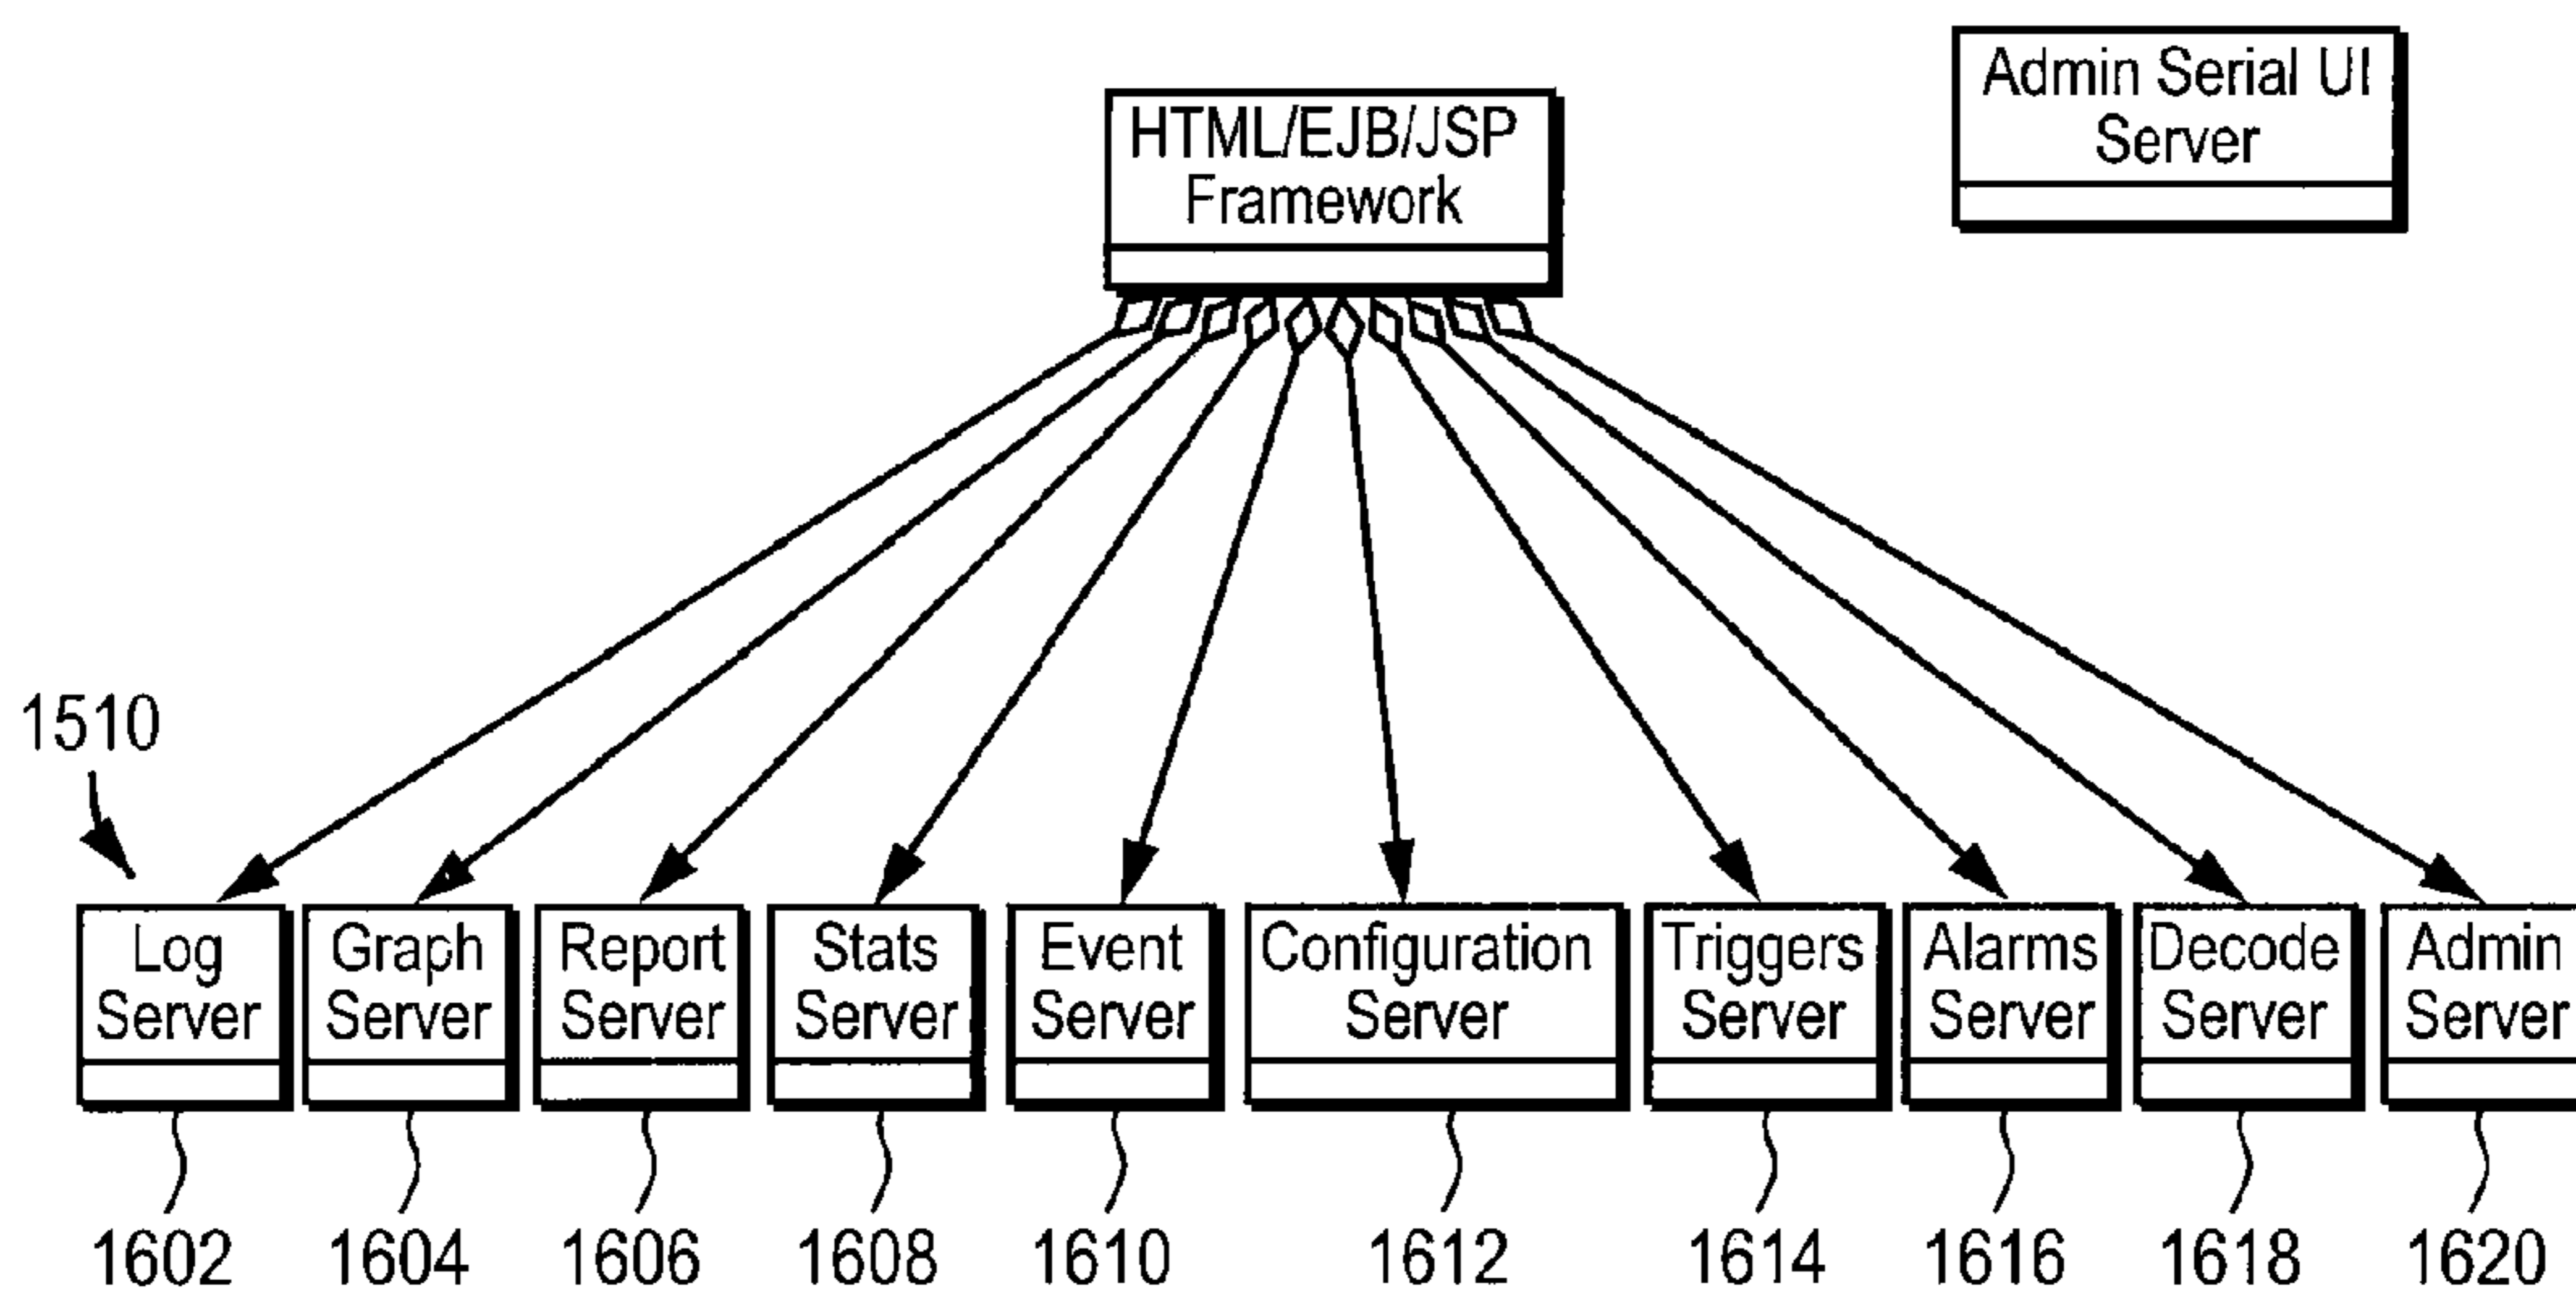 Admin Serial UI
Server
HTML/EJB/JSP
Framework
1510
Log
Server
Graph
Server
Report
Server
Stats
Server
Event
Server
Configuration
Server
Triggers
Server
Alarms
Server
Decode
Server
Admin
Server
1602
1604
1606
1608
1610
1612
1614
1616
1618
1620